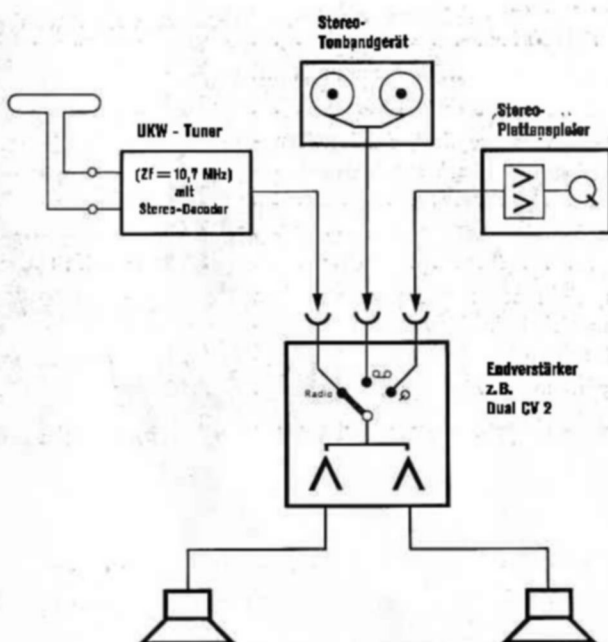 Stereo-
Tonbandgerät
UKW - Tuner
(ZF = 10,7 MHz)
mit
Stereo-Decoder
Stereo-
Plattenspieler
Radio
Endverstärker
z. B.
Dual CV 2